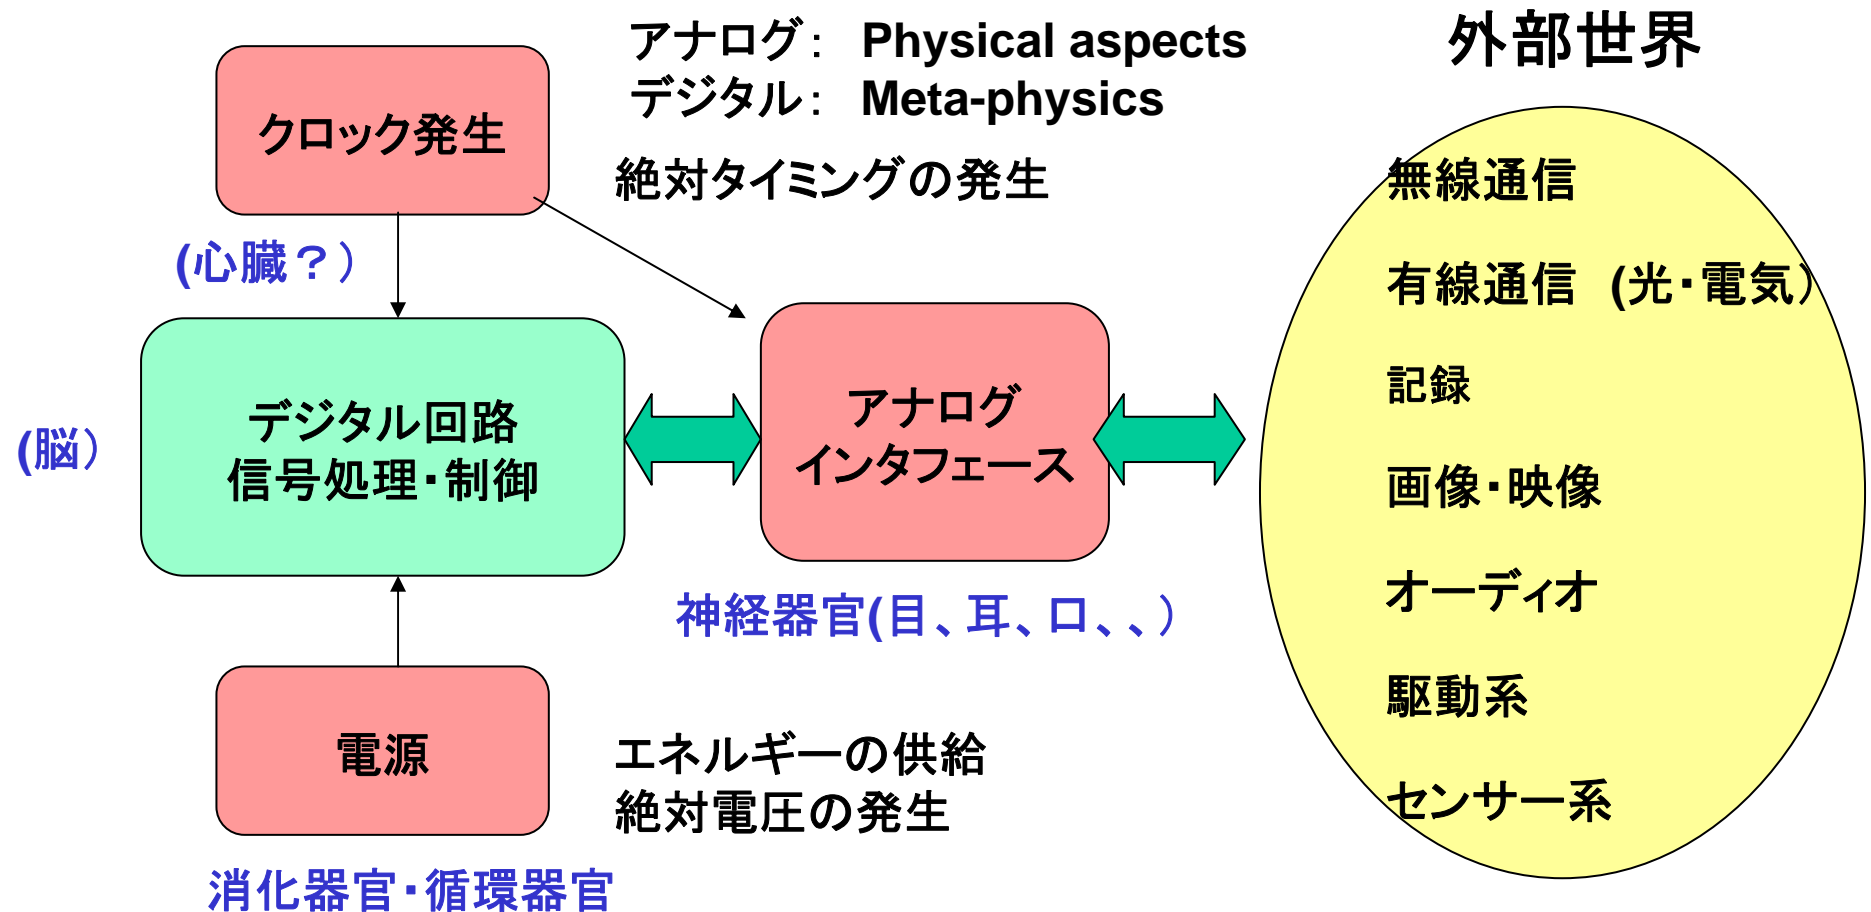 アナログ： Physical aspects
デジタル： Meta-physics
外部世界
クロック発生
絶対タイミングの発生
(心臓？）
デジタル回路
信号処理・制御
(脳）
アナログ
インタフェース
神経器官(目、耳、口、、）
電源
エネルギーの供給
絶対電圧の発生
消化器官・循環器官
無線通信
有線通信 (光・電気）
記録
画像・映像
オーディオ
駆動系
センサー系